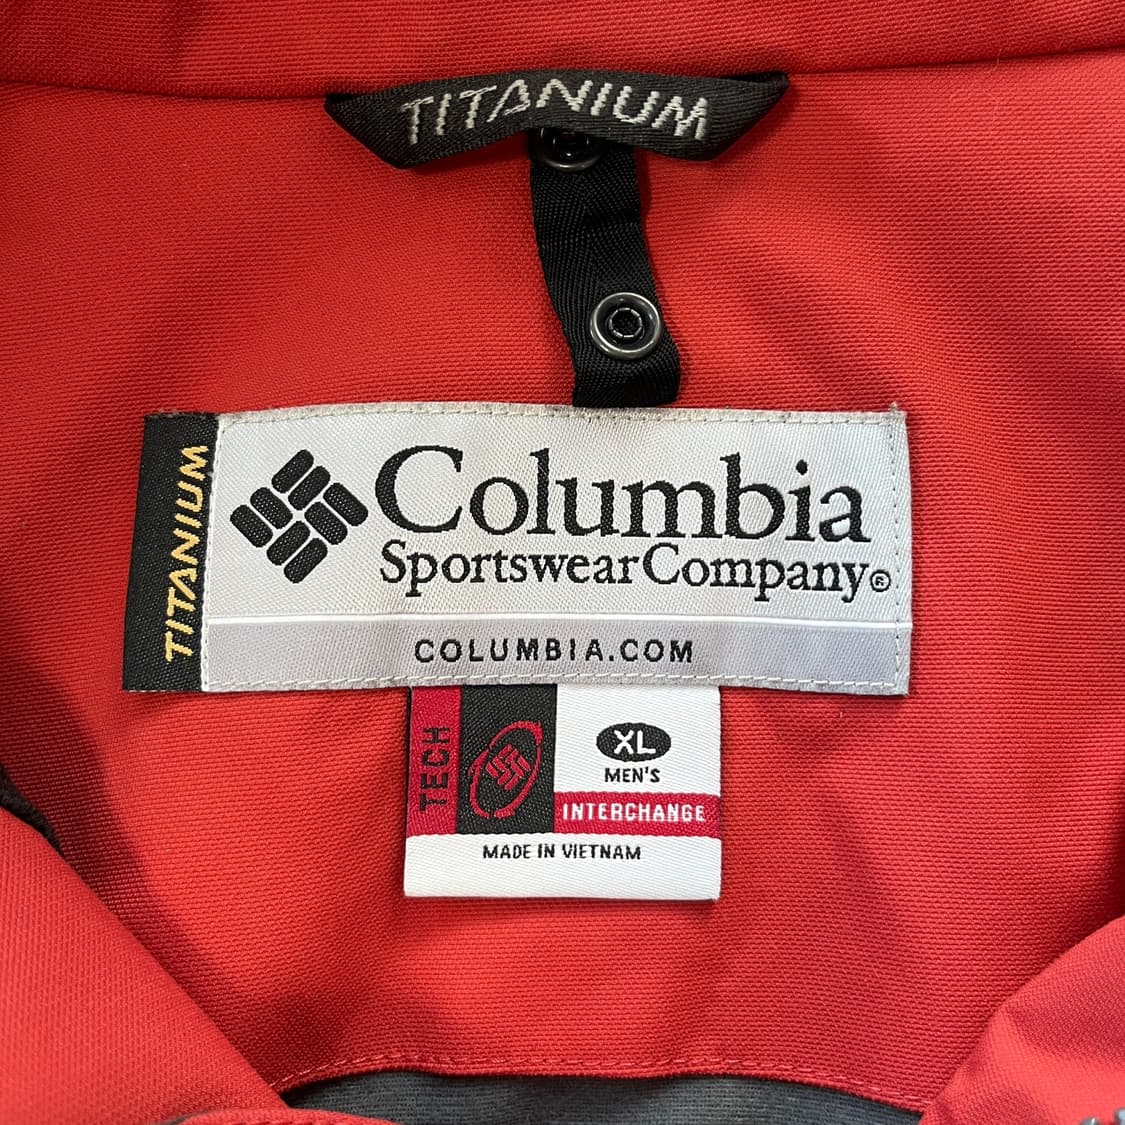 TITANIUM
TITANIUM
Columbia
Sportswear Company®
COLUMBIA.COM
TECH
XL
MEN'S
INTERCHANGE
MADE IN VIETNAM